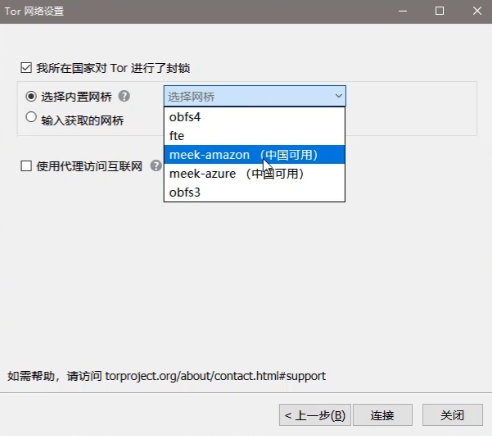 Tor 网络设置
我所在国家对 Tor 进行了封锁
选择内置网桥 ?
选择网桥
obfs4
输入获取的网桥
fte
meek-amazon （中国可用）
meek-azure （中国可用）
obfs3
使用代理访问互联网 ?
如需帮助，请访问 torproject.org/about/contact.html#support
< 上一步(B)
连接
关闭